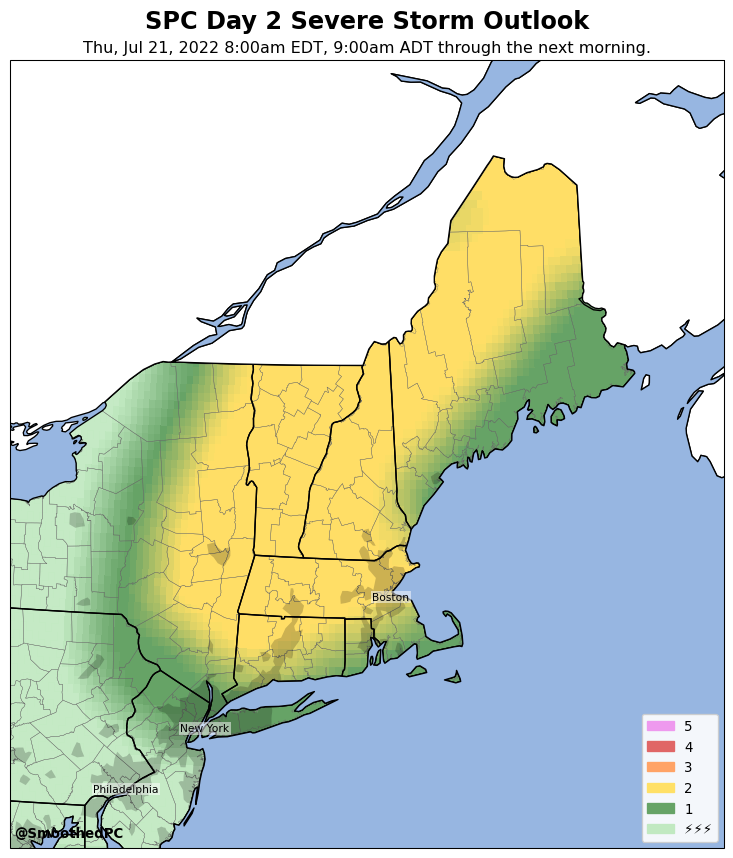 SPC Day 2 Severe Storm Outlook
Thu, Jul 21, 2022 8:00am EDT, 9:00am ADT through the next morning.
Boston
New York
Philadelphia
5
4
3
2
1
⚡⚡⚡
@SmoothedPC